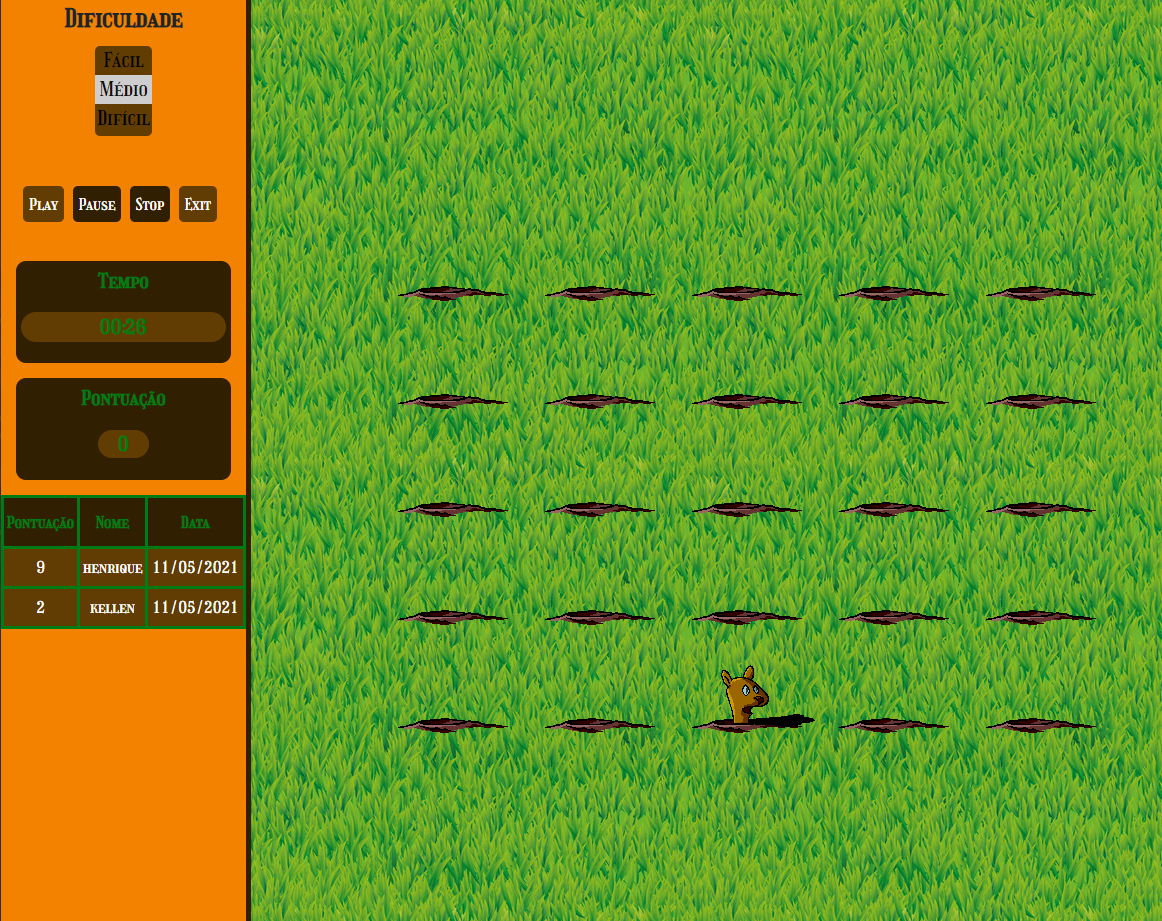 Dificuldade
Fácil
Médio
Difícil
Play Pause Stop Exit
Tempo
00:26
Pontuação
0
Pontuação Nome Data
9 henrique 11/05/2021
2 kellen 11/05/2021